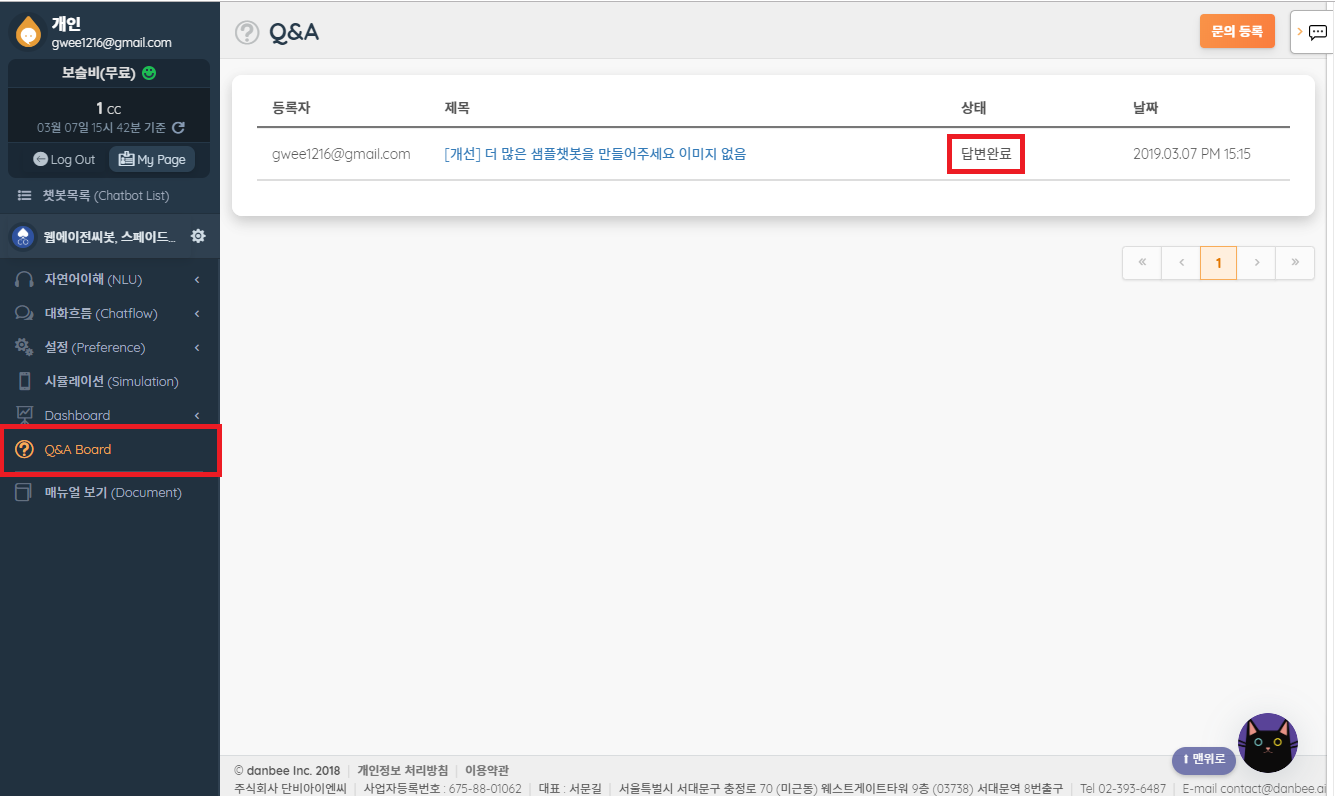 개인
gwee1216@gmail.com
보슬비(무료)
1 cc
03월 07일 15시 42분 기준
Log Out My Page
챗봇목록 (Chatbot List)
웹에이전씨봇, 스페이드...
자연어이해 (NLU)
대화흐름 (Chatflow)
설정 (Preference)
시뮬레이션 (Simulation)
Dashboard
Q&A Board
매뉴얼 보기 (Document)
Q&A
문의 등록
등록자 제목 상태 날짜
gwee1216@gmail.com [개선] 더 많은 샘플챗봇을 만들어주세요 이미지 없음 답변완료 2019.03.07 PM 15:15
« ‹ 1 › »
맨위로
© danbee Inc. 2018 | 개인정보 처리방침 | 이용약관
주식회사 단비아이엔씨 | 사업자등록번호 : 675-88-01062 | 대표 : 서문길 | 서울특별시 서대문구 충정로 70 (미근동) 웨스트게이트타워 9층 (03738) 서대문역 8번출구 | Tel 02-393-6487 | E-mail contact@danbee.ai